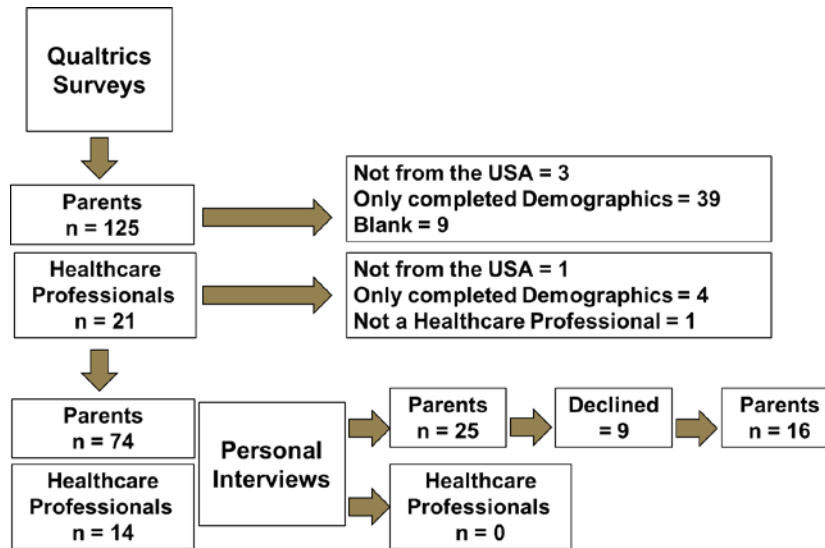 Qualtrics
Surveys
Parents
n = 125
Not from the USA = 3
Only completed Demographics = 39
Blank = 9
Healthcare
Professionals
n = 21
Not from the USA = 1
Only completed Demographics = 4
Not a Healthcare Professional = 1
Parents
n = 74
Healthcare
Professionals
n = 14
Personal
Interviews
Parents
n = 25
Declined
= 9
Parents
n = 16
Healthcare
Professionals
n = 0